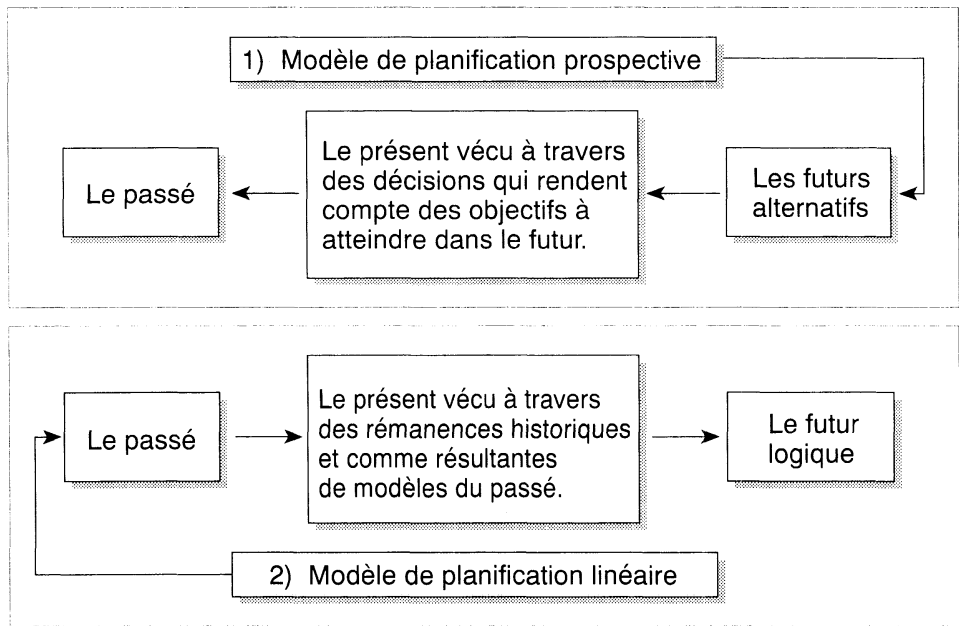 1) Modèle de planification prospective
Le passé
Le présent vécu à travers
des décisions qui rendent
compte des objectifs à
atteindre dans le futur.
Les futurs
alternatifs
Le passé
Le présent vécu à travers
des rémanences historiques
et comme résultantes
de modèles du passé.
Le futur
logique
2) Modèle de planification linéaire